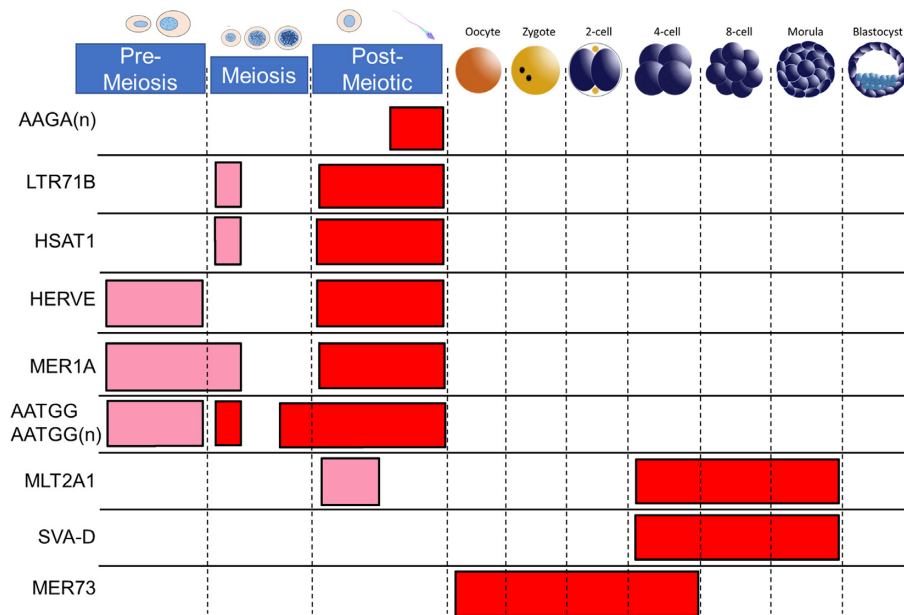 Pre-
Meiosis
Meiosis
Post-
Meiotic
Oocyte
Zygote
2-cell
4-cell
8-cell
Morula
Blastocyst
AAGA(n)
LTR71B
HSAT1
HERVE
MER1A
AATGG
AATGG(n)
MLT2A1
SVA-D
MER73